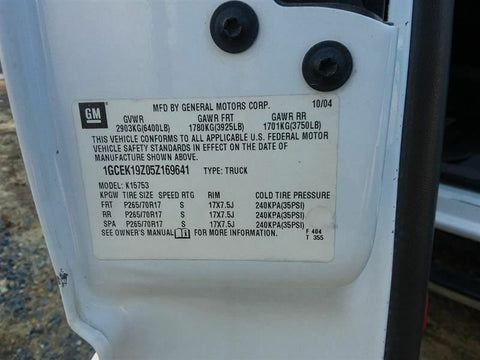 GM
MFD BY GENERAL MOTORS CORP. 10/04
GVWR GAWR FRT GAWR RR
2903KG(6400LB) 1780KG(3925LB) 1701KG(3750LB)
THIS VEHICLE CONFORMS TO ALL APPLICABLE U.S. FEDERAL MOTOR
VEHICLE SAFETY STANDARDS IN EFFECT ON THE DATE OF
MANUFACTURE SHOWN ABOVE.
1GCEK19Z05Z169641 TYPE: TRUCK
MODEL: K15753
KPGW TIRE SIZE SPEED RTG RIM COLD TIRE PRESSURE
FRT P265/70R17 S 17X7.5J 240KPA(35PSI)
RR P265/70R17 S 17X7.5J 240KPA(35PSI)
SPA P265/70R17 S 17X7.5J 240KPA(35PSI)
SEE OWNER'S MANUAL FOR MORE INFORMATION.
F 404
T 355